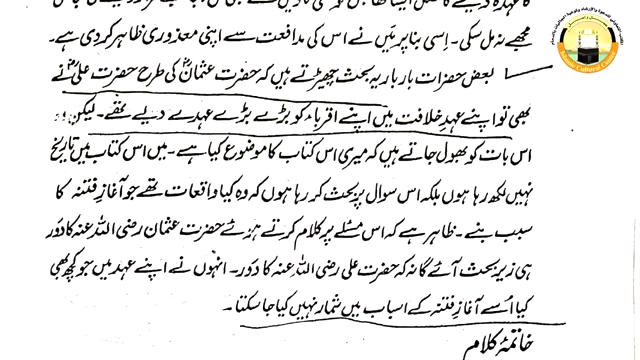 مجھے نہ مل سکی۔ اسی بنا پر میں نے اس کی مدافعت سے اپنی معذوری ظاہر کر دی ہے۔
بعض حضرات بار بار یہ بحث چھیڑتے ہیں کہ حضرت عثمانؓ کی طرح حضرت علیؓ نے
بھی تو اپنے عہدِ خلافت میں اپنے اقرباء کو بڑے بڑے عہدے دیے تھے۔ لیکن وہ
اس بات کو بھول جاتے ہیں کہ میری اس کتاب کا موضوع کیا ہے۔ میں اس کتاب میں تاریخ
نہیں لکھ رہا ہوں بلکہ اس سوال پر بحث کر رہا ہوں کہ وہ کیا واقعات تھے جو آغازِ فتنہ کا
سبب بنے۔ ظاہر ہے کہ اس مسئلے پر کلام کرتے ہوئے حضرت عثمان رضی اللہ عنہ کا دَور
ہی زیرِ بحث آئے گا نہ کہ حضرت علی رضی اللہ عنہ کا دَور۔ انہوں نے اپنے عہد میں جو کچھ بھی
کیا اُسے آغازِ فتنہ کے اسباب میں شمار نہیں کیا جا سکتا۔
خاتمۂ کلام